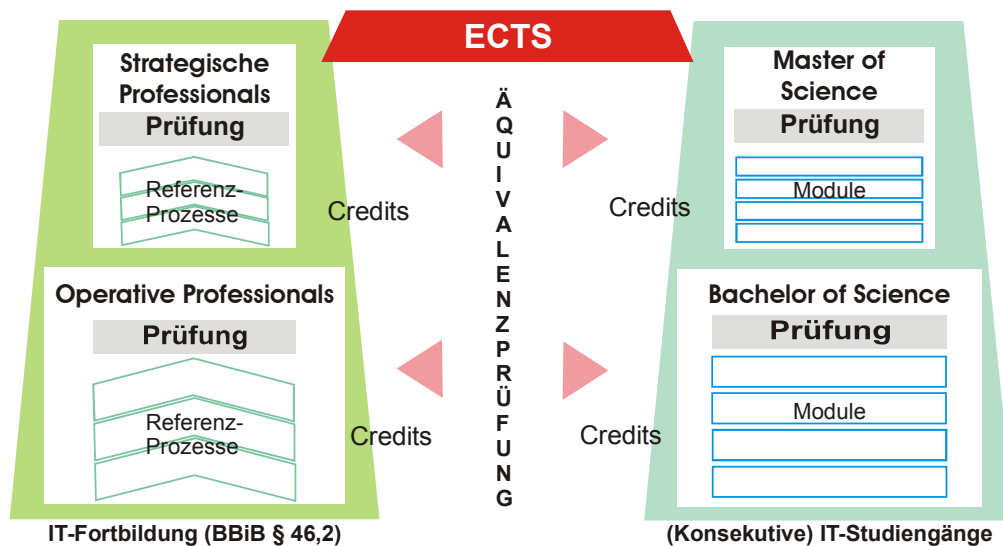 ECTS
Strategische
Professionals
Prüfung
Referenz-
Prozesse
Credits
Operative Professionals
Prüfung
Referenz-
Prozesse
Credits
IT-Fortbildung (BBiB § 46,2)
ÄQUIVALENZPRÜFUNG
Master of
Science
Prüfung
Module
Credits
Bachelor of Science
Prüfung
Module
Credits
(Konsekutive) IT-Studiengänge